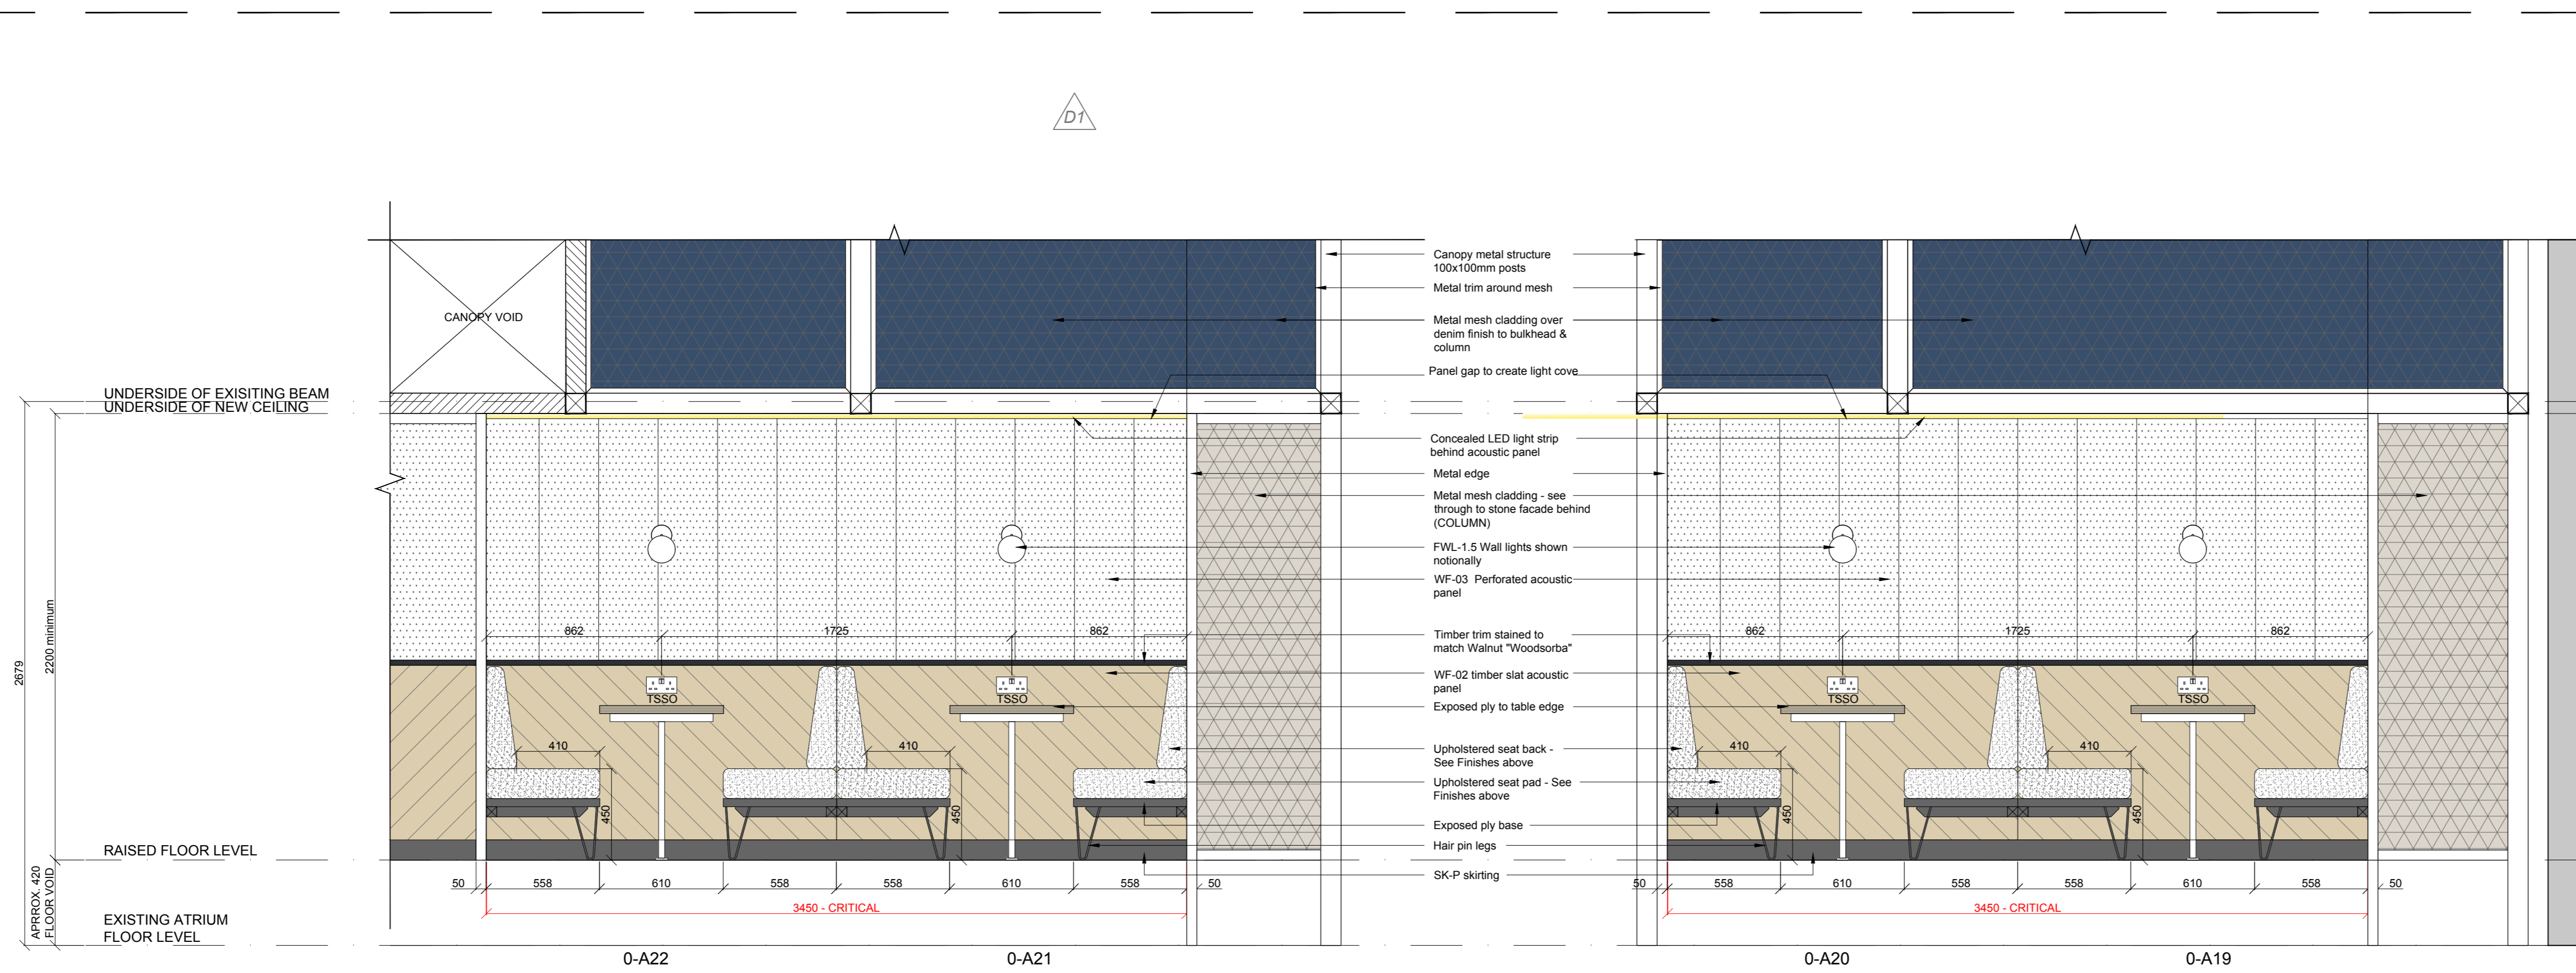 D1
CANOPY VOID
UNDERSIDE OF EXISITING BEAM
UNDERSIDE OF NEW CEILING
RAISED FLOOR LEVEL
EXISTING ATRIUM
FLOOR LEVEL
2679
2200 minimum
APRROX. 420
FLOOR VOID
Canopy metal structure
100x100mm posts
Metal trim around mesh
Metal mesh cladding over
denim finish to bulkhead &
column
Panel gap to create light cove
Concealed LED light strip
behind acoustic panel
Metal edge
Metal mesh cladding - see
through to stone facade behind
(COLUMN)
FWL-1.5 Wall lights shown
notionally
WF-03 Perforated acoustic
panel
Timber trim stained to
match Walnut "Woodsorba"
WF-02 timber slat acoustic
panel
Exposed ply to table edge
Upholstered seat back -
See Finishes above
Upholstered seat pad - See
Finishes above
Exposed ply base
Hair pin legs
SK-P skirting
862 1725 862
862 1725 862
TSSO TSSO
TSSO TSSO
410 410
410 410
450 450
450 450
50 558 610 558 558 610 558 50
50 558 610 558 558 610 558 50
3450 - CRITICAL
3450 - CRITICAL
0-A22 0-A21 0-A20 0-A19